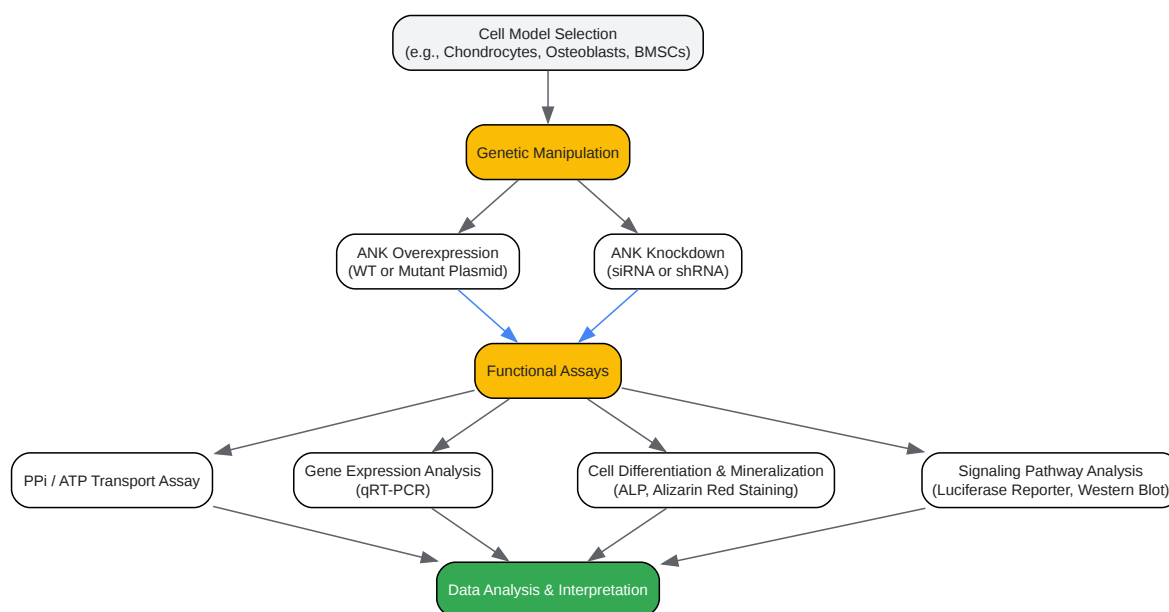 Cell Model Selection
(e.g., Chondrocytes, Osteoblasts, BMSCs)
Genetic Manipulation
ANK Overexpression
(WT or Mutant Plasmid)
ANK Knockdown
(siRNA or shRNA)
Functional Assays
PPi / ATP Transport Assay
Gene Expression Analysis
(qRT-PCR)
Cell Differentiation & Mineralization
(ALP, Alizarin Red Staining)
Signaling Pathway Analysis
(Luciferase Reporter, Western Blot)
Data Analysis & Interpretation